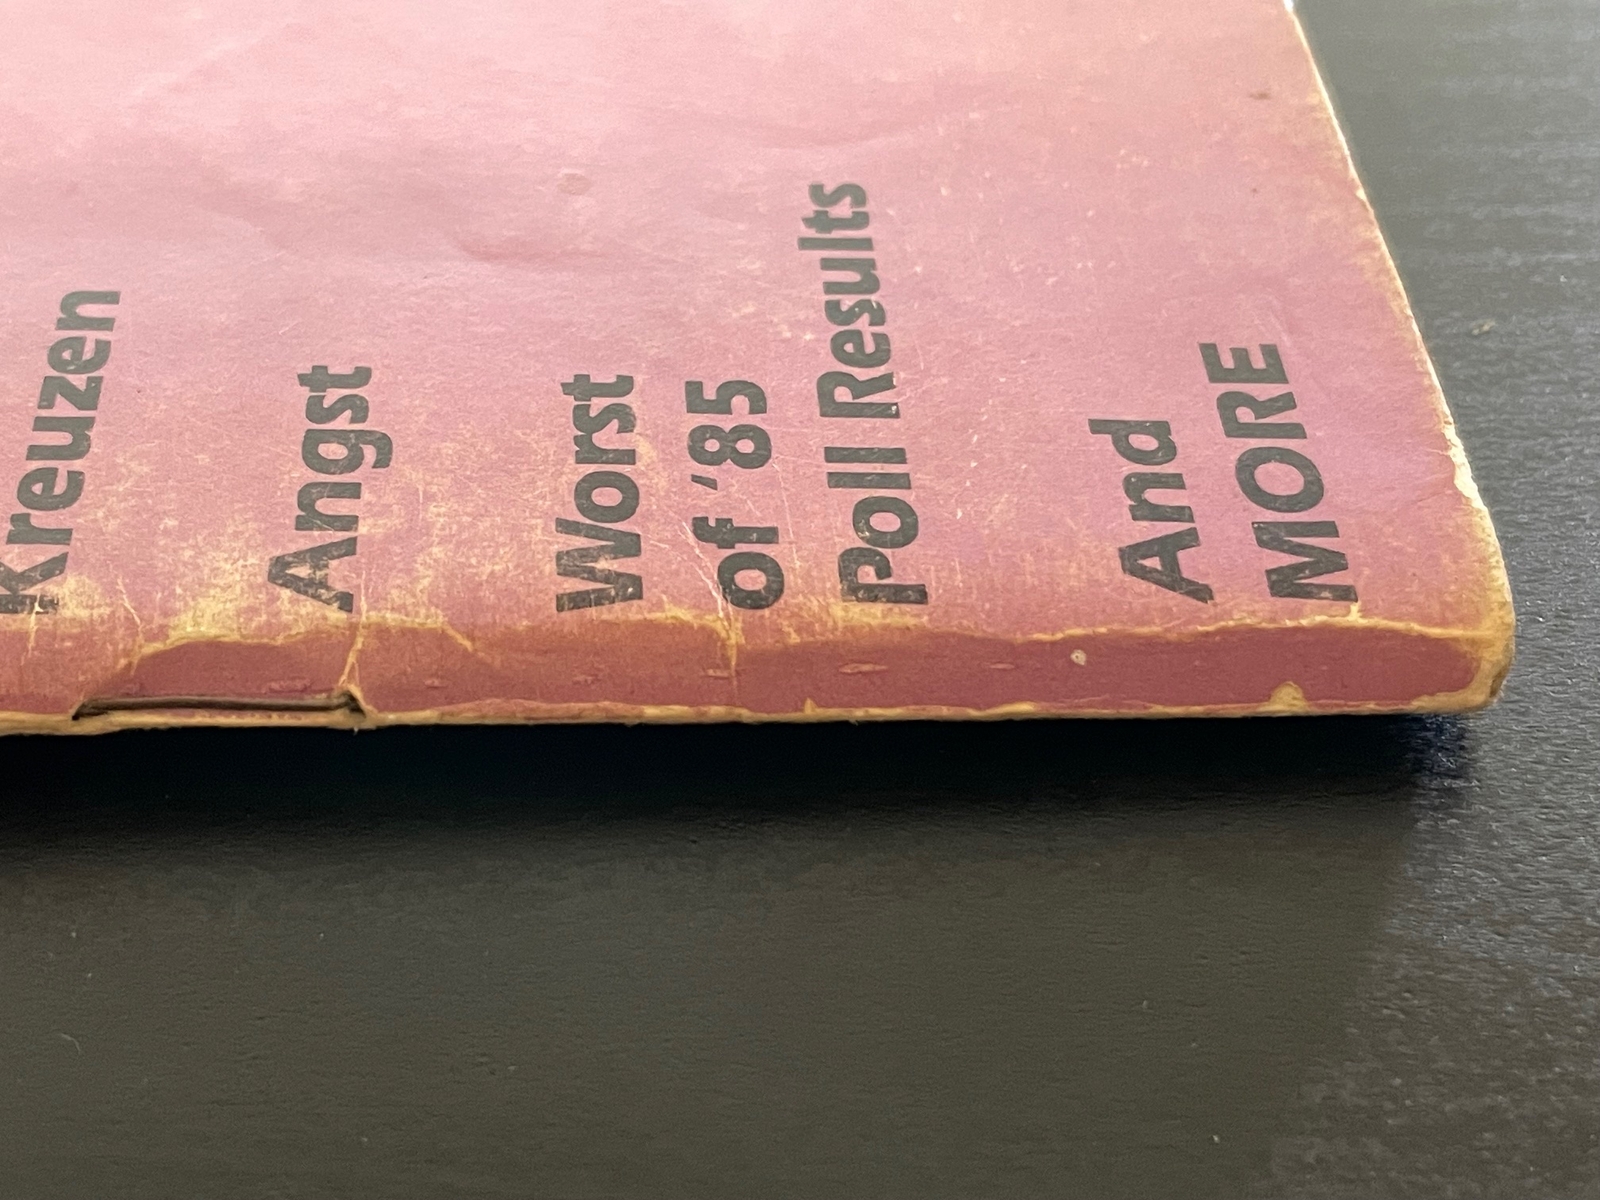 Kreuzen
Angst
Worst
of '85
Poll Results
And
MORE